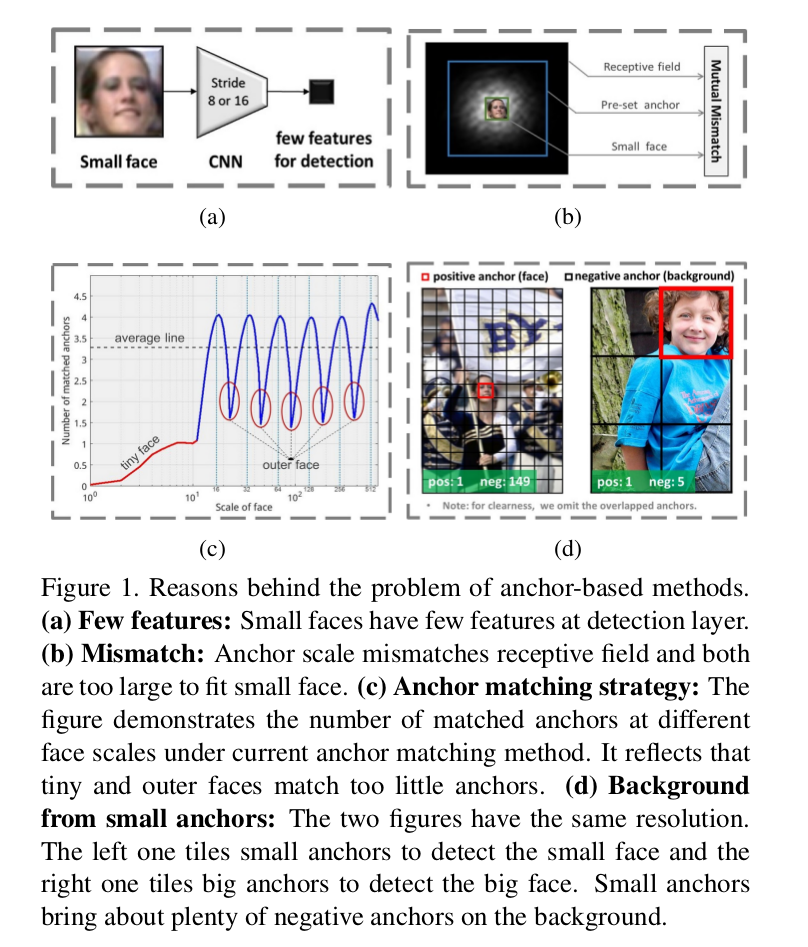 Small face
Stride
8 or 16
CNN
few features
for detection
(a)
Receptive field
Pre-set anchor
Small face
Mutual Mismatch
(b)
Number of matched anchors
4.5
4
3.5
3
2.5
2
1.5
1
0.5
0
average line
tiny face
outer face
10⁰
10¹
16
32
64
10²
128
256
512
Scale of face
(c)
positive anchor (face)
negative anchor (background)
BY
pos: 1 neg: 149
pos: 1 neg: 5
• Note: for clearness, we omit the overlapped anchors.
(d)
Figure 1. Reasons behind the problem of anchor-based methods.
(a) Few features: Small faces have few features at detection layer.
(b) Mismatch: Anchor scale mismatches receptive field and both
are too large to fit small face. (c) Anchor matching strategy: The
figure demonstrates the number of matched anchors at different
face scales under current anchor matching method. It reflects that
tiny and outer faces match too little anchors. (d) Background
from small anchors: The two figures have the same resolution.
The left one tiles small anchors to detect the small face and the
right one tiles big anchors to detect the big face. Small anchors
bring about plenty of negative anchors on the background.